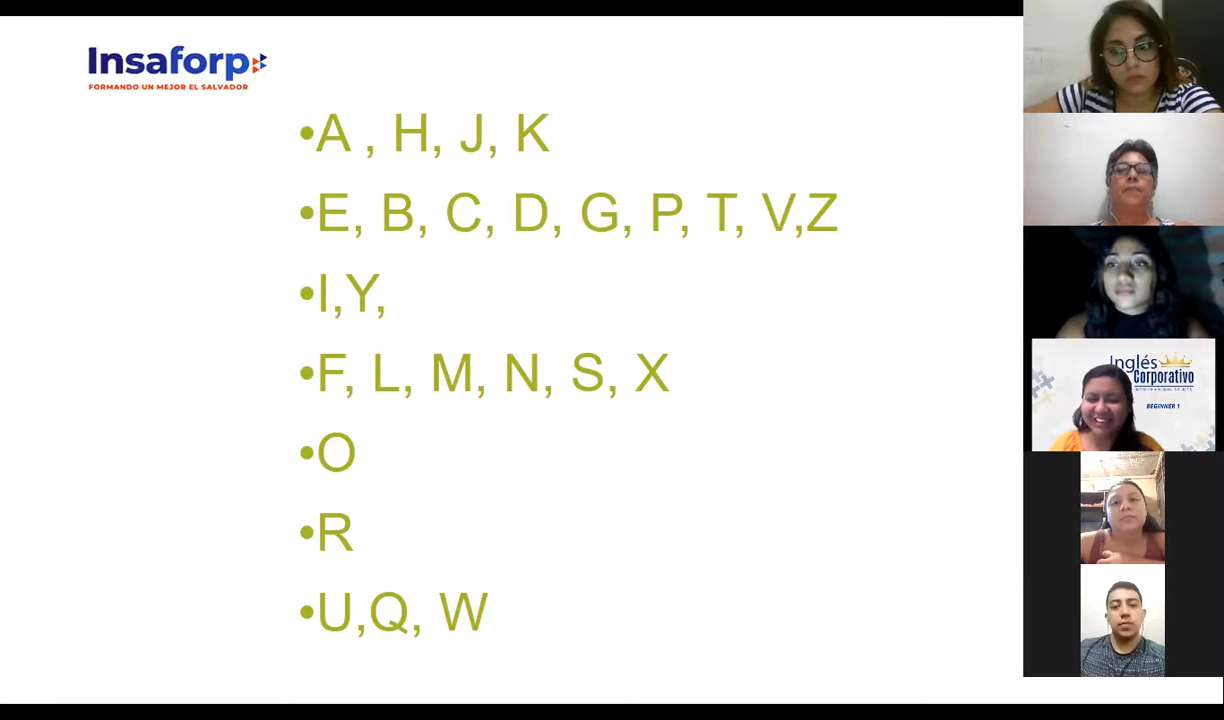 Insaforp
FORMANDO UN MEJOR EL SALVADOR
•A , H, J, K
•E, B, C, D, G, P, T, V,Z
•I,Y,
•F, L, M, N, S, X
•O
•R
•U,Q, W
Inglés
Corporativo
BEGINNER 1